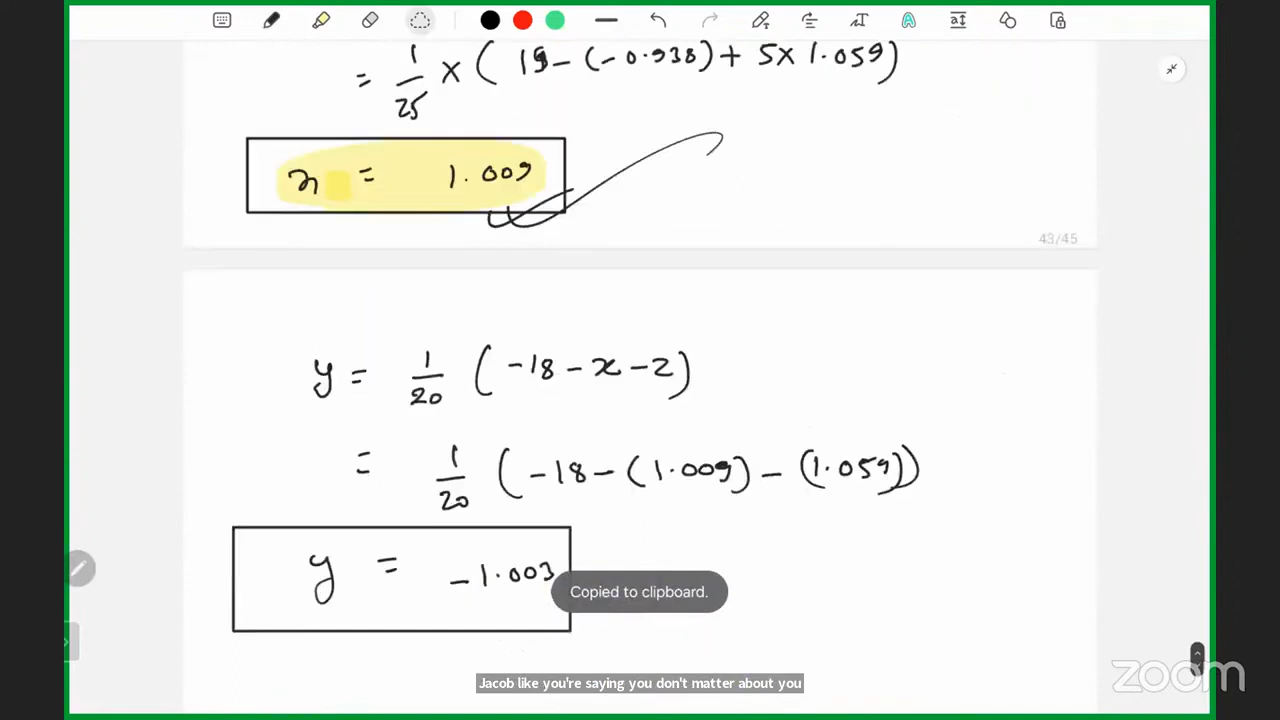 = 1/25 × ( 19 - (-0.938) + 5 × 1.059)
x = 1.009
43/45
y = 1/20 ( -18 - x - z)
= 1/20 ( -18 - (1.009) - (1.059))
y = -1.003
Copied to clipboard.
zoom
Jacob like you're saying you don't matter about you